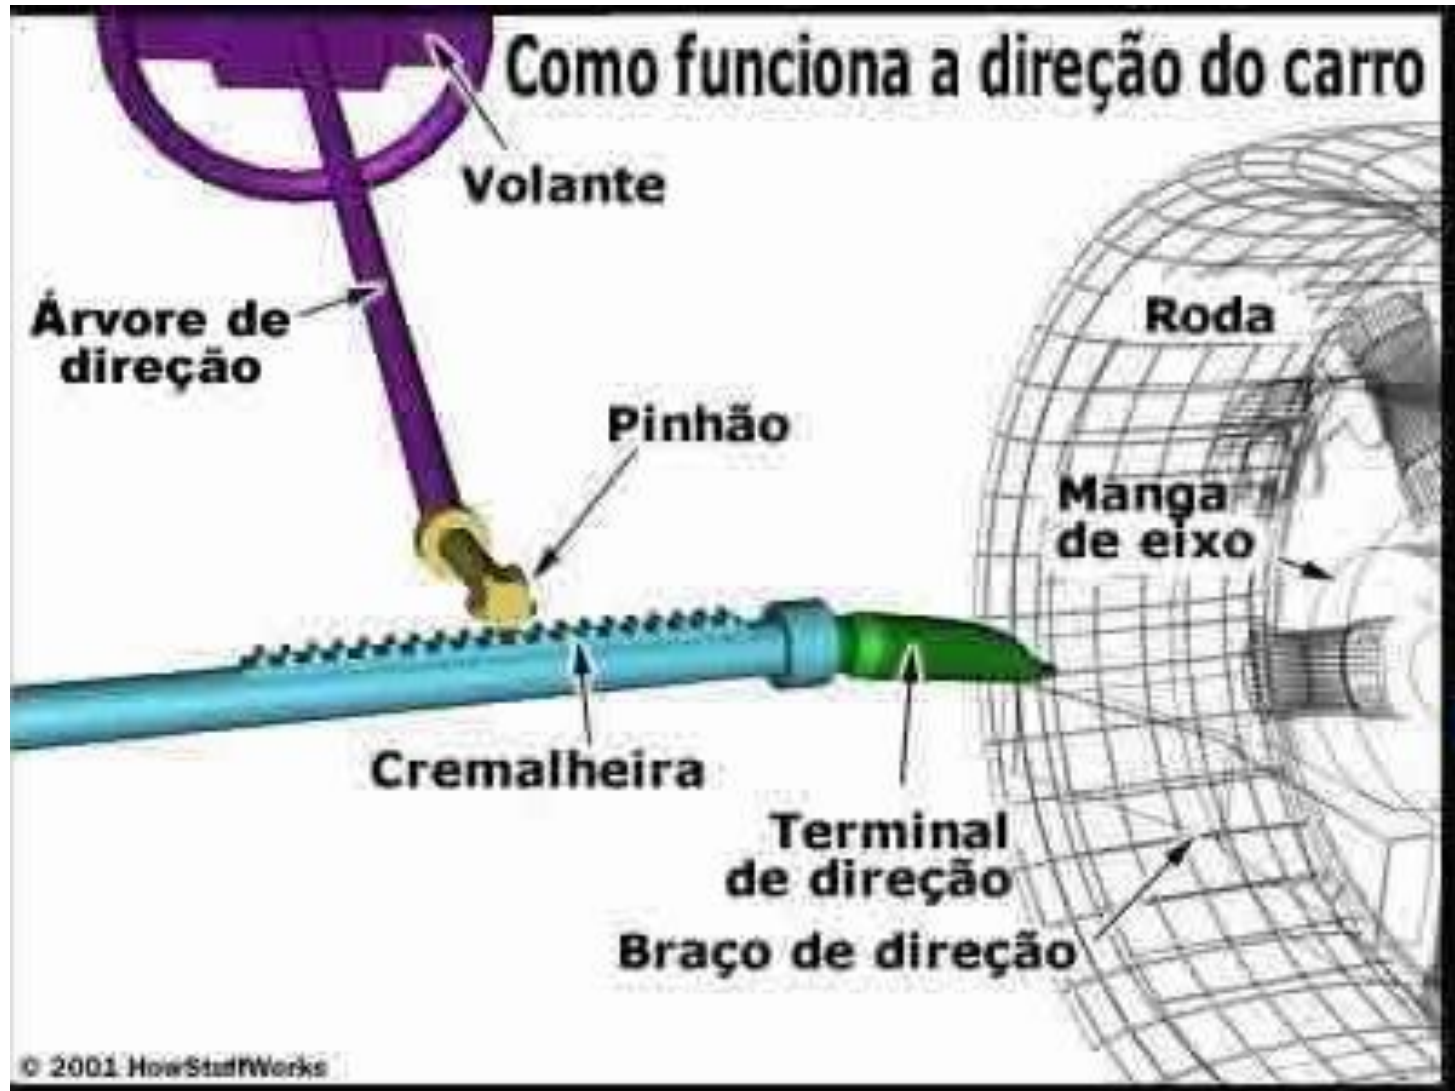 Como funciona a direção do carro
Volante
Árvore de
direção
Roda
Pinhão
Manga
de eixo
Cremalheira
Terminal
de direção
Braço de direção
© 2001 HowStuffWorks